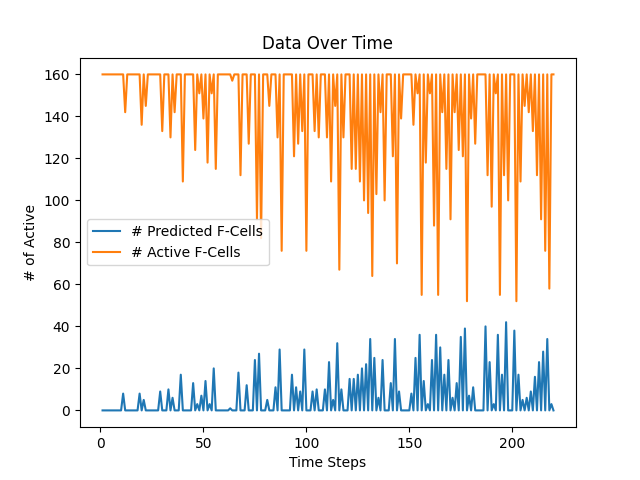 Data Over Time
160
140
120
100
80
60
40
20
0
# of Active
# Predicted F-Cells
# Active F-Cells
0 50 100 150 200
Time Steps